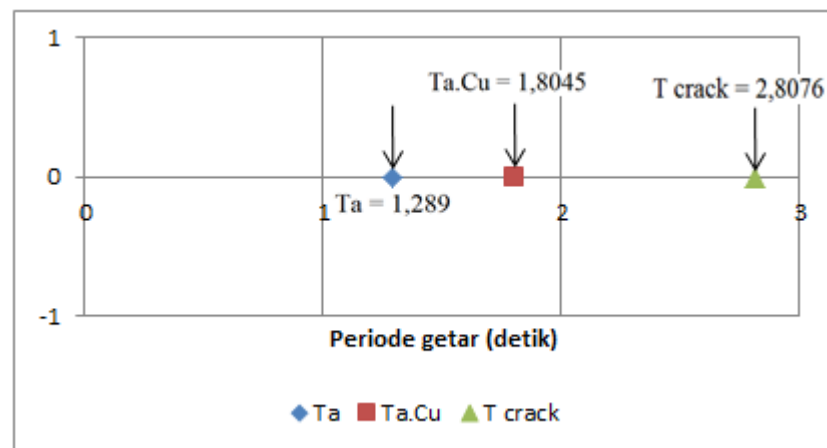 1
Ta.Cu = 1,8045
T crack = 2,8076
0
0
1
2
3
Ta = 1,289
-1
Periode getar (detik)
Ta
Ta.Cu
T crack